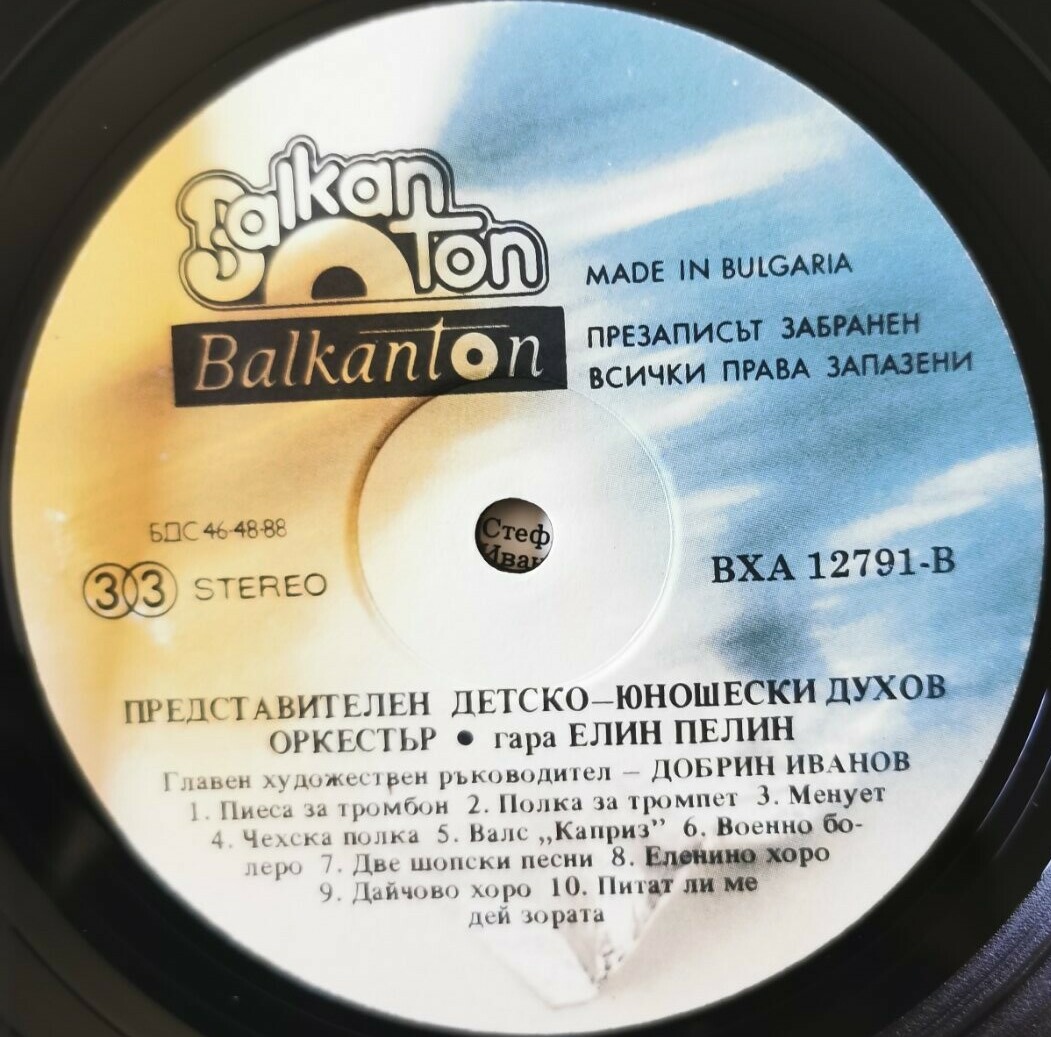 Balkan
ton
Balkanton
MADE IN BULGARIA
ПРЕЗАПИСЪТ ЗАБРАНЕН
ВСИЧКИ ПРАВА ЗАПАЗЕНИ
БДС 46-48-88
33 STEREO
Стеф
Иван
ВХА 12791-В
ПРЕДСТАВИТЕЛЕН ДЕТСКО–ЮНОШЕСКИ ДУХОВ
ОРКЕСТЪР • гара ЕЛИН ПЕЛИН
Главен художествен ръководител – ДОБРИН ИВАНОВ
1. Пиеса за тромбон 2. Полка за тромпет 3. Менует
4. Чехска полка 5. Валс „Каприз” 6. Военно бо-
леро 7. Две шопски песни 8. Еленино хоро
9. Дайчово хоро 10. Питат ли ме
дей зората